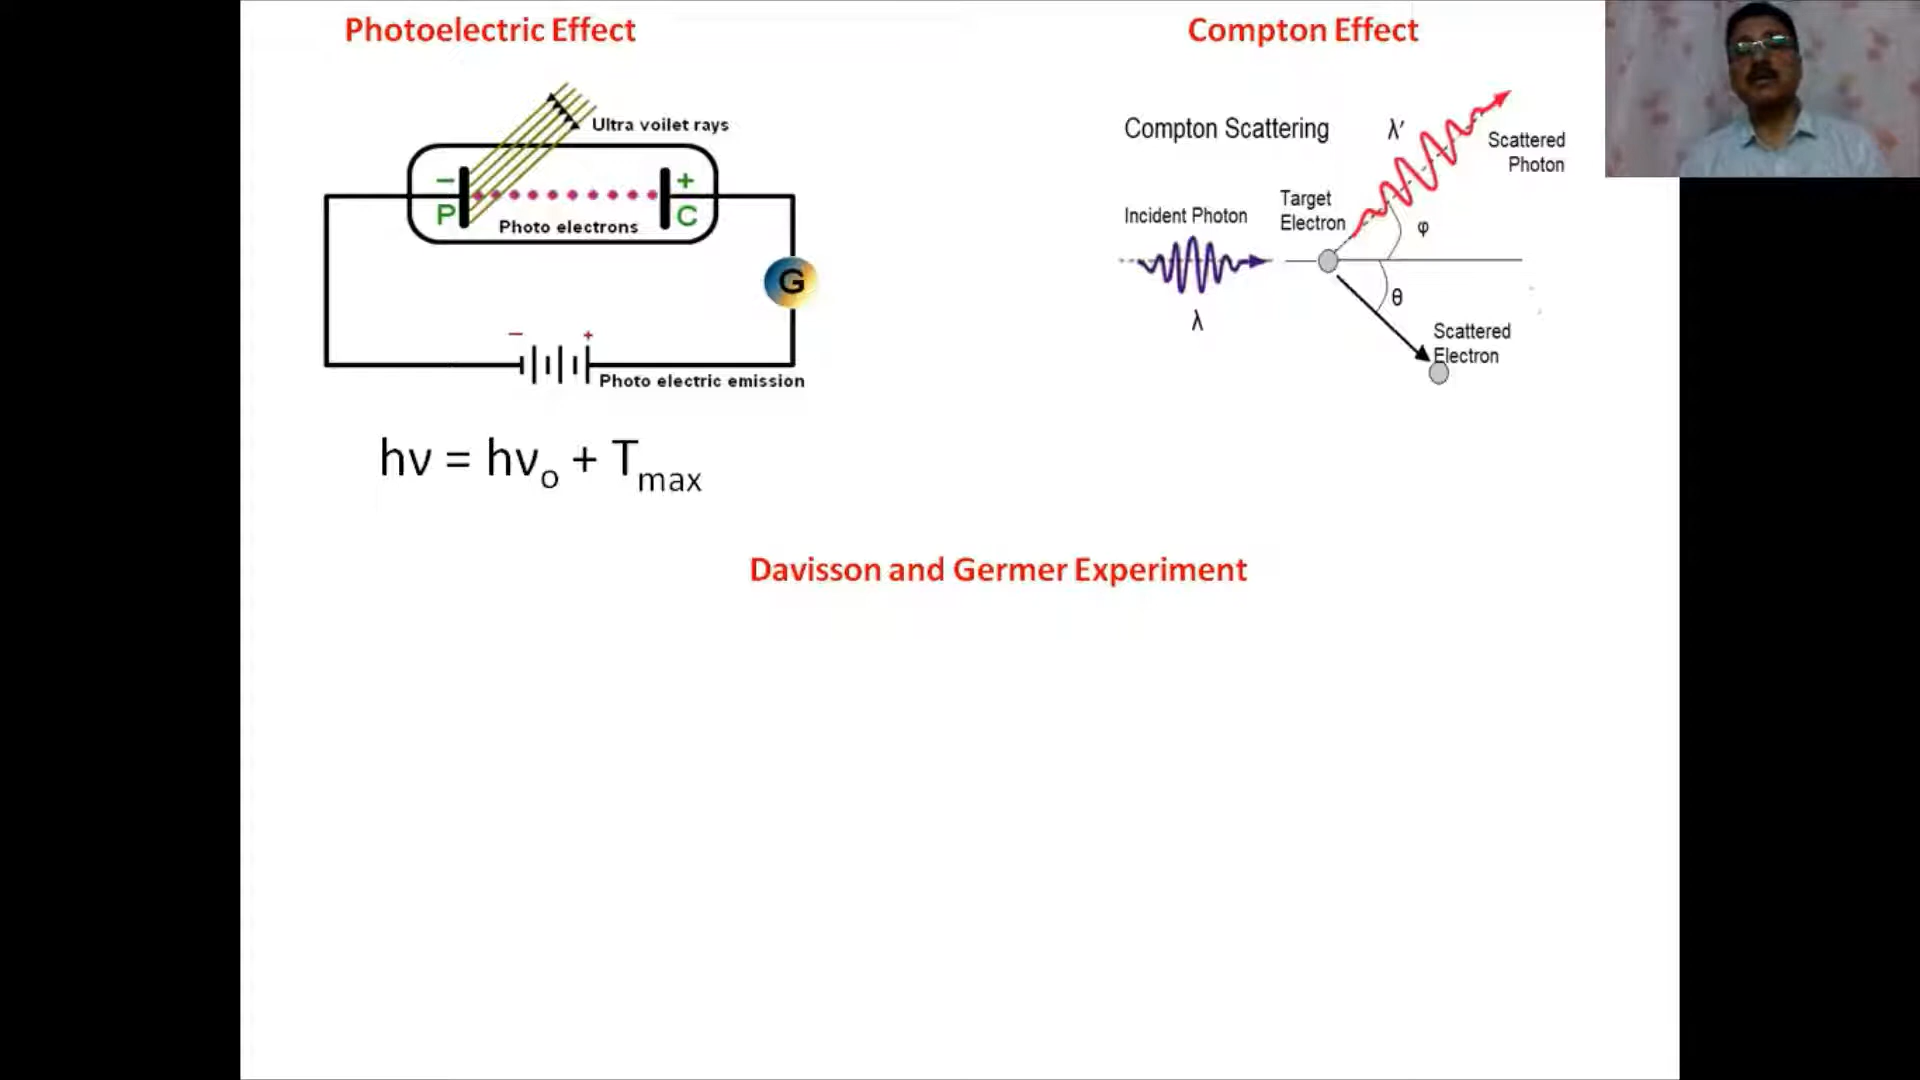 Photoelectric Effect
Ultra voilet rays
− +
P C
Photo electrons
G
− +
Photo electric emission
hν = hνo + Tmax
Compton Effect
Compton Scattering
λ′
Scattered
Photon
Target
Electron
Incident Photon
φ
θ
λ
Scattered
Electron
Davisson and Germer Experiment